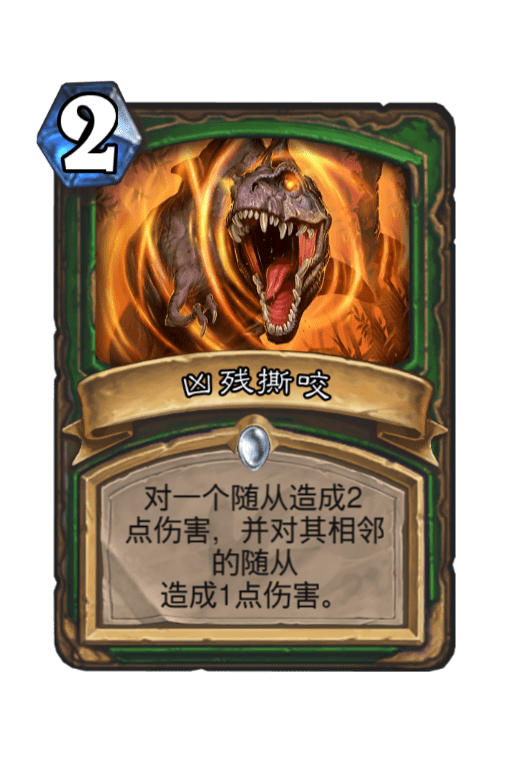 2
凶残撕咬
对一个随从造成2
点伤害，并对其相邻
的随从
造成1点伤害。